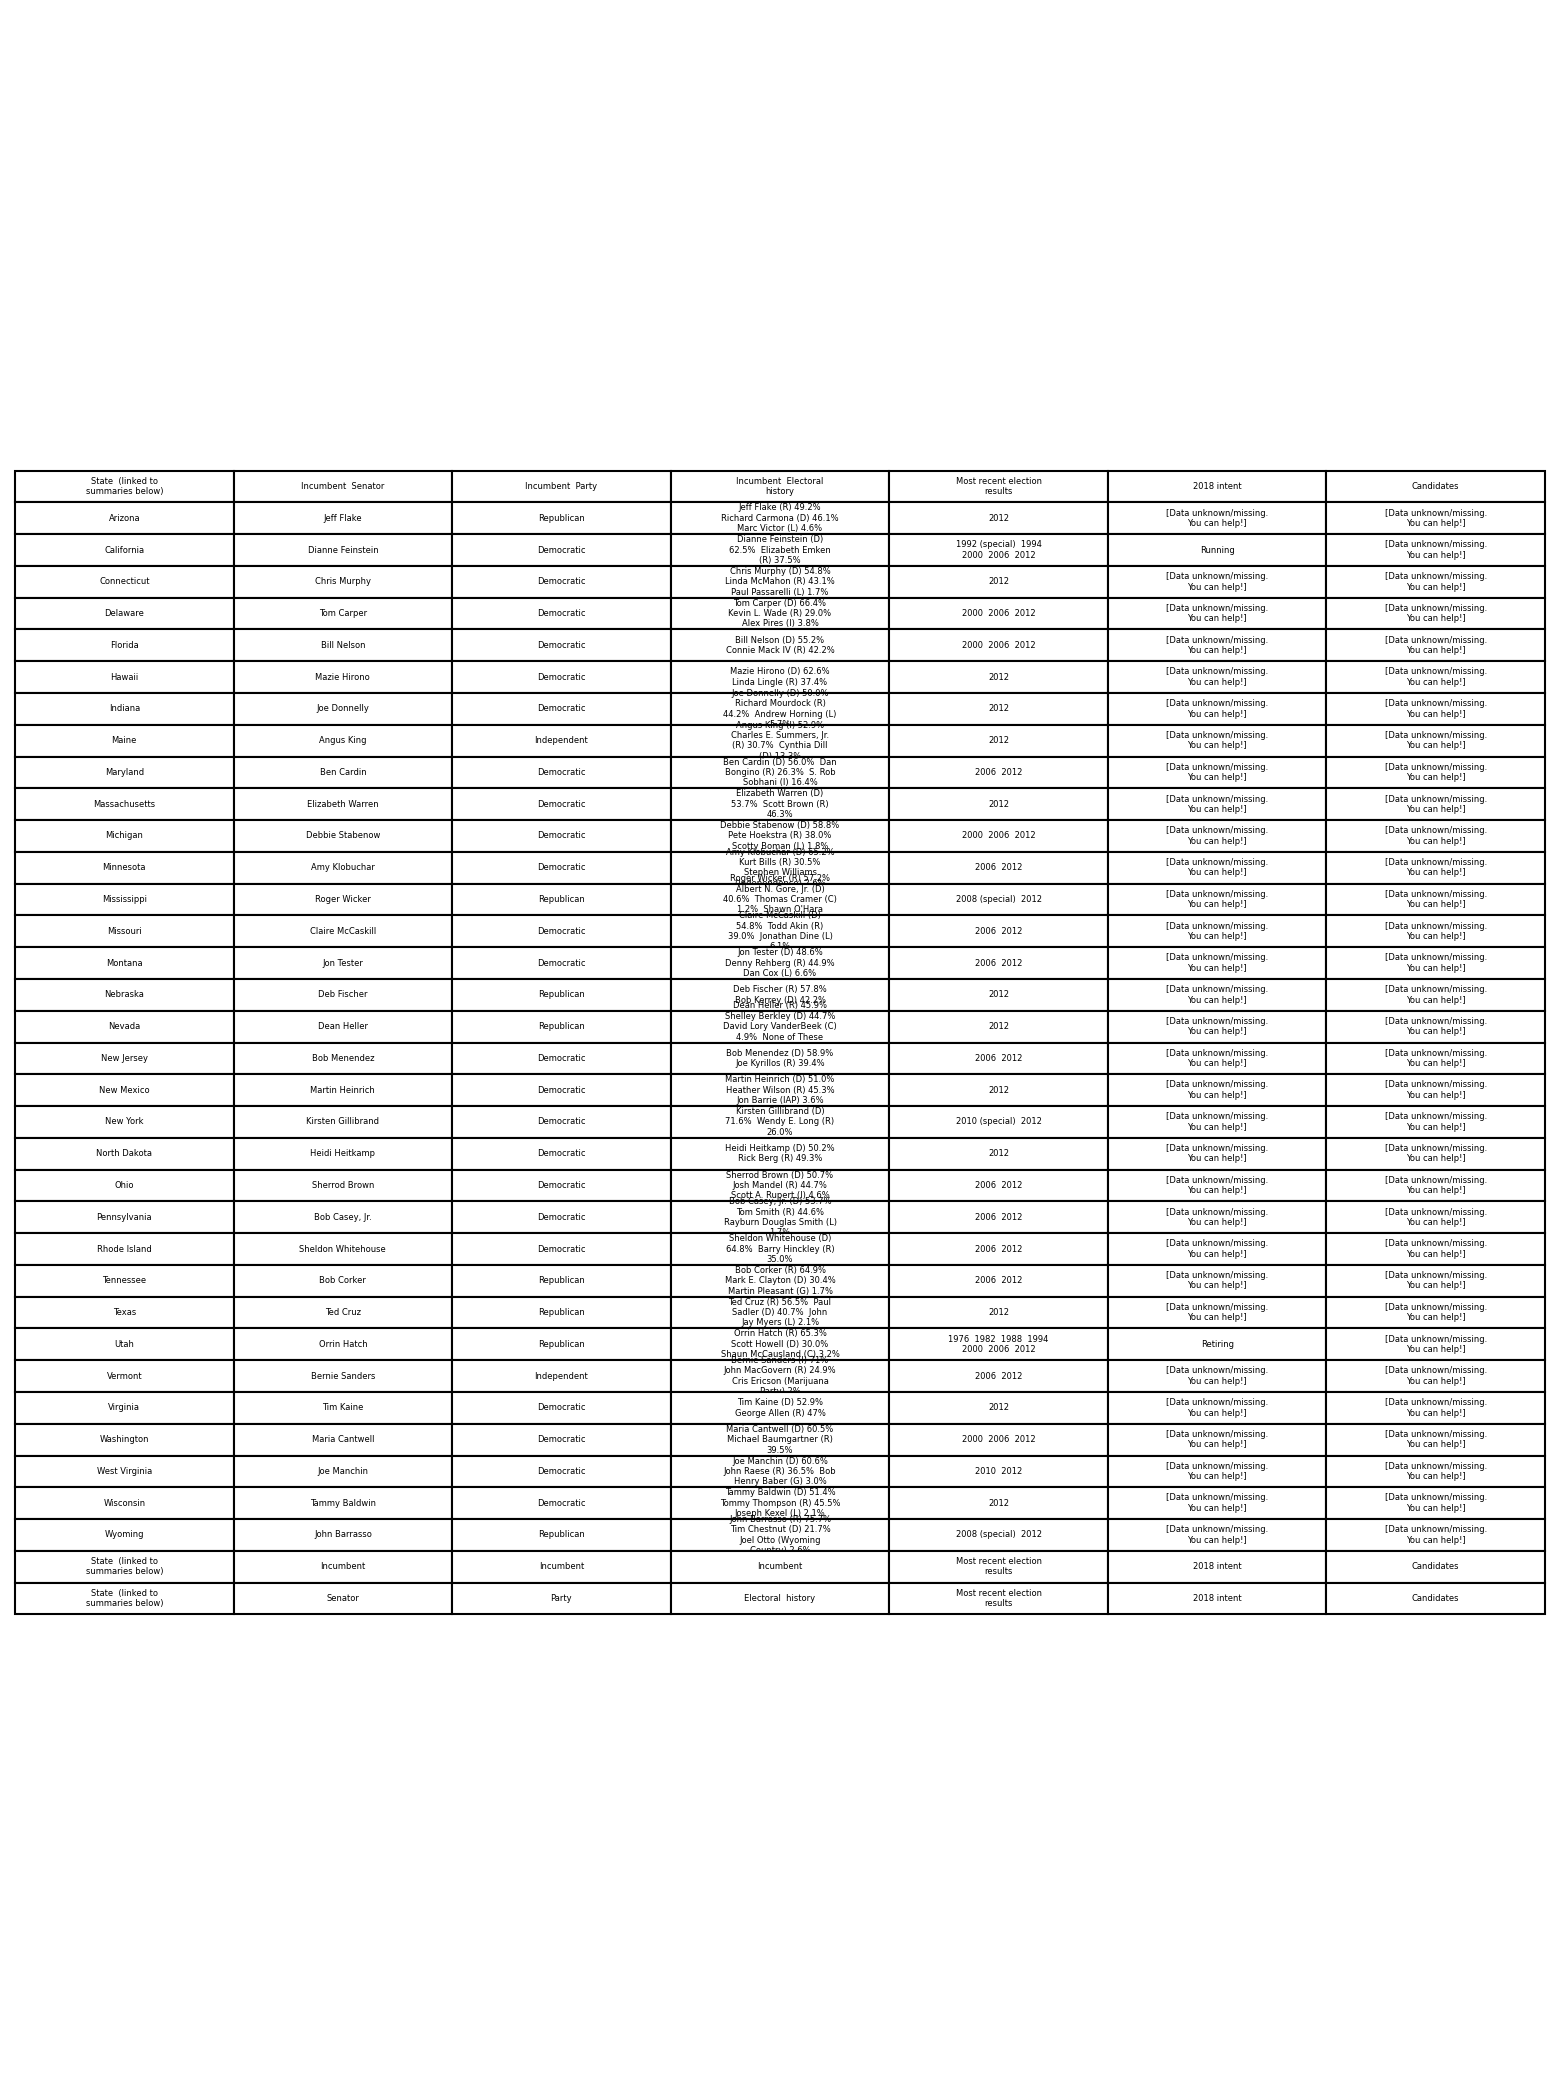 State  (linked to
summaries below)
Incumbent  Senator
Incumbent  Party
Incumbent  Electoral
history
Most recent election
results
2018 intent
Candidates
Arizona
Jeff Flake
Republican
Jeff Flake (R) 49.2%
Richard Carmona (D) 46.1%
Marc Victor (L) 4.6%
2012
[Data unknown/missing.
You can help!]
[Data unknown/missing.
You can help!]
California
Dianne Feinstein
Democratic
Dianne Feinstein (D)
62.5%  Elizabeth Emken
(R) 37.5%
1992 (special)  1994
2000  2006  2012
Running
[Data unknown/missing.
You can help!]
Connecticut
Chris Murphy
Democratic
Chris Murphy (D) 54.8%
Linda McMahon (R) 43.1%
Paul Passarelli (L) 1.7%
2012
[Data unknown/missing.
You can help!]
[Data unknown/missing.
You can help!]
Delaware
Tom Carper
Democratic
Tom Carper (D) 66.4%
Kevin L. Wade (R) 29.0%
Alex Pires (I) 3.8%
2000  2006  2012
[Data unknown/missing.
You can help!]
[Data unknown/missing.
You can help!]
Florida
Bill Nelson
Democratic
Bill Nelson (D) 55.2%
Connie Mack IV (R) 42.2%
2000  2006  2012
[Data unknown/missing.
You can help!]
[Data unknown/missing.
You can help!]
Hawaii
Mazie Hirono
Democratic
Mazie Hirono (D) 62.6%
Linda Lingle (R) 37.4%
2012
[Data unknown/missing.
You can help!]
[Data unknown/missing.
You can help!]
Indiana
Joe Donnelly
Democratic
Joe Donnelly (D) 50.0%
Richard Mourdock (R)
44.2%  Andrew Horning (L)
2012
[Data unknown/missing.
You can help!]
[Data unknown/missing.
You can help!]
Maine
Angus King
Independent
Angus King (I) 52.9%
Charles E. Summers, Jr.
(R) 30.7%  Cynthia Dill
(D) 13.3%
2012
[Data unknown/missing.
You can help!]
[Data unknown/missing.
You can help!]
Maryland
Ben Cardin
Democratic
Ben Cardin (D) 56.0%  Dan
Bongino (R) 26.3%  S. Rob
Sobhani (I) 16.4%
2006  2012
[Data unknown/missing.
You can help!]
[Data unknown/missing.
You can help!]
Massachusetts
Elizabeth Warren
Democratic
Elizabeth Warren (D)
53.7%  Scott Brown (R)
46.3%
2012
[Data unknown/missing.
You can help!]
[Data unknown/missing.
You can help!]
Michigan
Debbie Stabenow
Democratic
Debbie Stabenow (D) 58.8%
Pete Hoekstra (R) 38.0%
Scotty Boman (L) 1.8%
2000  2006  2012
[Data unknown/missing.
You can help!]
[Data unknown/missing.
You can help!]
Minnesota
Amy Klobuchar
Democratic
Amy Klobuchar (D) 65.2%
Kurt Bills (R) 30.5%
Stephen Williams
2006  2012
[Data unknown/missing.
You can help!]
[Data unknown/missing.
You can help!]
Mississippi
Roger Wicker
Republican
Roger Wicker (R) 57.2%
Albert N. Gore, Jr. (D)
40.6%  Thomas Cramer (C)
1.2%  Shawn O'Hara
2008 (special)  2012
[Data unknown/missing.
You can help!]
[Data unknown/missing.
You can help!]
Missouri
Claire McCaskill
Democratic
Claire McCaskill (D)
54.8%  Todd Akin (R)
39.0%  Jonathan Dine (L)
6.1%
2006  2012
[Data unknown/missing.
You can help!]
[Data unknown/missing.
You can help!]
Montana
Jon Tester
Democratic
Jon Tester (D) 48.6%
Denny Rehberg (R) 44.9%
Dan Cox (L) 6.6%
2006  2012
[Data unknown/missing.
You can help!]
[Data unknown/missing.
You can help!]
Nebraska
Deb Fischer
Republican
Deb Fischer (R) 57.8%
Bob Kerrey (D) 42.2%
2012
[Data unknown/missing.
You can help!]
[Data unknown/missing.
You can help!]
Nevada
Dean Heller
Republican
Dean Heller (R) 45.9%
Shelley Berkley (D) 44.7%
David Lory VanderBeek (C)
4.9%  None of These
2012
[Data unknown/missing.
You can help!]
[Data unknown/missing.
You can help!]
New Jersey
Bob Menendez
Democratic
Bob Menendez (D) 58.9%
Joe Kyrillos (R) 39.4%
2006  2012
[Data unknown/missing.
You can help!]
[Data unknown/missing.
You can help!]
New Mexico
Martin Heinrich
Democratic
Martin Heinrich (D) 51.0%
Heather Wilson (R) 45.3%
Jon Barrie (IAP) 3.6%
2012
[Data unknown/missing.
You can help!]
[Data unknown/missing.
You can help!]
New York
Kirsten Gillibrand
Democratic
Kirsten Gillibrand (D)
71.6%  Wendy E. Long (R)
26.0%
2010 (special)  2012
[Data unknown/missing.
You can help!]
[Data unknown/missing.
You can help!]
North Dakota
Heidi Heitkamp
Democratic
Heidi Heitkamp (D) 50.2%
Rick Berg (R) 49.3%
2012
[Data unknown/missing.
You can help!]
[Data unknown/missing.
You can help!]
Ohio
Sherrod Brown
Democratic
Sherrod Brown (D) 50.7%
Josh Mandel (R) 44.7%
Scott A. Rupert (I) 4.6%
2006  2012
[Data unknown/missing.
You can help!]
[Data unknown/missing.
You can help!]
Pennsylvania
Bob Casey, Jr.
Democratic
Bob Casey, Jr. (D) 53.7%
Tom Smith (R) 44.6%
Rayburn Douglas Smith (L)
1.7%
2006  2012
[Data unknown/missing.
You can help!]
[Data unknown/missing.
You can help!]
Rhode Island
Sheldon Whitehouse
Democratic
Sheldon Whitehouse (D)
64.8%  Barry Hinckley (R)
35.0%
2006  2012
[Data unknown/missing.
You can help!]
[Data unknown/missing.
You can help!]
Tennessee
Bob Corker
Republican
Bob Corker (R) 64.9%
Mark E. Clayton (D) 30.4%
Martin Pleasant (G) 1.7%
2006  2012
[Data unknown/missing.
You can help!]
[Data unknown/missing.
You can help!]
Texas
Ted Cruz
Republican
Ted Cruz (R) 56.5%  Paul
Sadler (D) 40.7%  John
Jay Myers (L) 2.1%
2012
[Data unknown/missing.
You can help!]
[Data unknown/missing.
You can help!]
Utah
Orrin Hatch
Republican
Orrin Hatch (R) 65.3%
Scott Howell (D) 30.0%
Shaun McCausland (C) 3.2%
1976  1982  1988  1994
2000  2006  2012
Retiring
[Data unknown/missing.
You can help!]
Vermont
Bernie Sanders
Independent
Bernie Sanders (I) 71%
John MacGovern (R) 24.9%
Cris Ericson (Marijuana
Party) 2%
2006  2012
[Data unknown/missing.
You can help!]
[Data unknown/missing.
You can help!]
Virginia
Tim Kaine
Democratic
Tim Kaine (D) 52.9%
George Allen (R) 47%
2012
[Data unknown/missing.
You can help!]
[Data unknown/missing.
You can help!]
Washington
Maria Cantwell
Democratic
Maria Cantwell (D) 60.5%
Michael Baumgartner (R)
39.5%
2000  2006  2012
[Data unknown/missing.
You can help!]
[Data unknown/missing.
You can help!]
West Virginia
Joe Manchin
Democratic
Joe Manchin (D) 60.6%
John Raese (R) 36.5%  Bob
Henry Baber (G) 3.0%
2010  2012
[Data unknown/missing.
You can help!]
[Data unknown/missing.
You can help!]
Wisconsin
Tammy Baldwin
Democratic
Tammy Baldwin (D) 51.4%
Tommy Thompson (R) 45.5%
Joseph Kexel (L) 2.1%
2012
[Data unknown/missing.
You can help!]
[Data unknown/missing.
You can help!]
Wyoming
John Barrasso
Republican
John Barrasso (R) 75.7%
Tim Chestnut (D) 21.7%
Joel Otto (Wyoming
Country) 2.6%
2008 (special)  2012
[Data unknown/missing.
You can help!]
[Data unknown/missing.
You can help!]
State  (linked to
summaries below)
Incumbent
Incumbent
Incumbent
Most recent election
results
2018 intent
Candidates
State  (linked to
summaries below)
Senator
Party
Electoral  history
Most recent election
results
2018 intent
Candidates